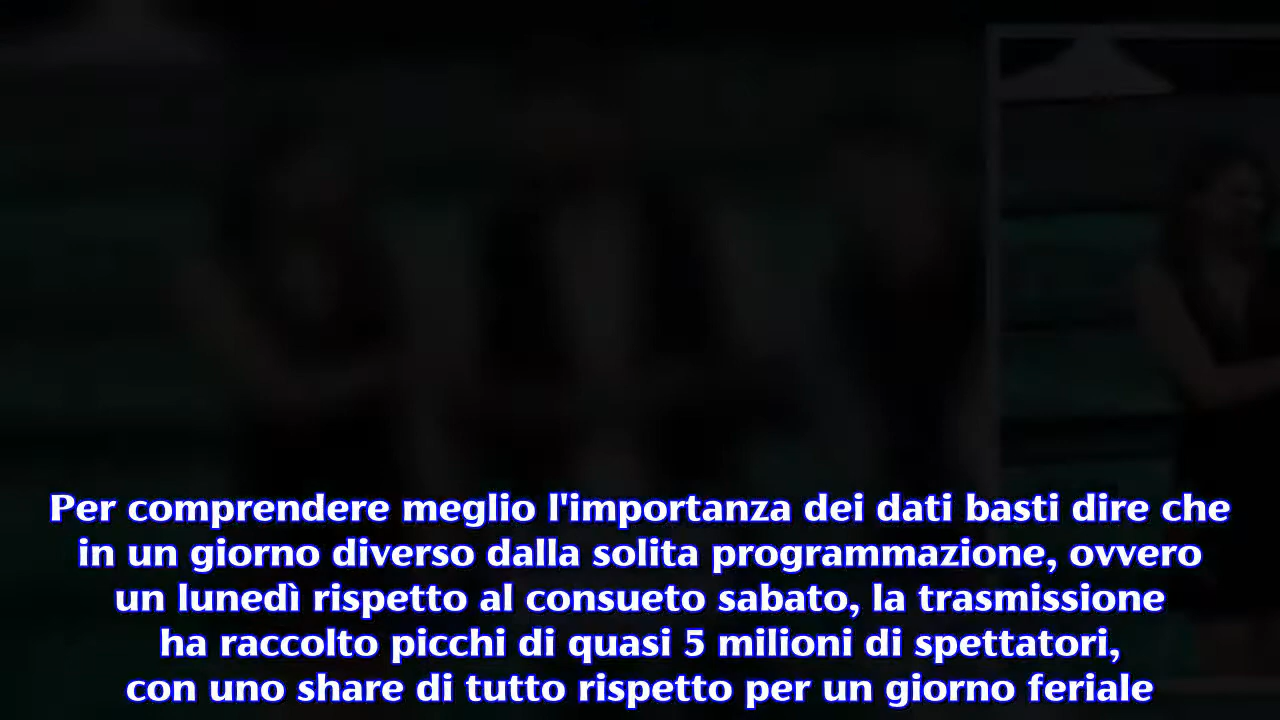 Per comprendere meglio l'importanza dei dati basti dire che
in un giorno diverso dalla solita programmazione, ovvero
un lunedì rispetto al consueto sabato, la trasmissione
ha raccolto picchi di quasi 5 milioni di spettatori,
con uno share di tutto rispetto per un giorno feriale